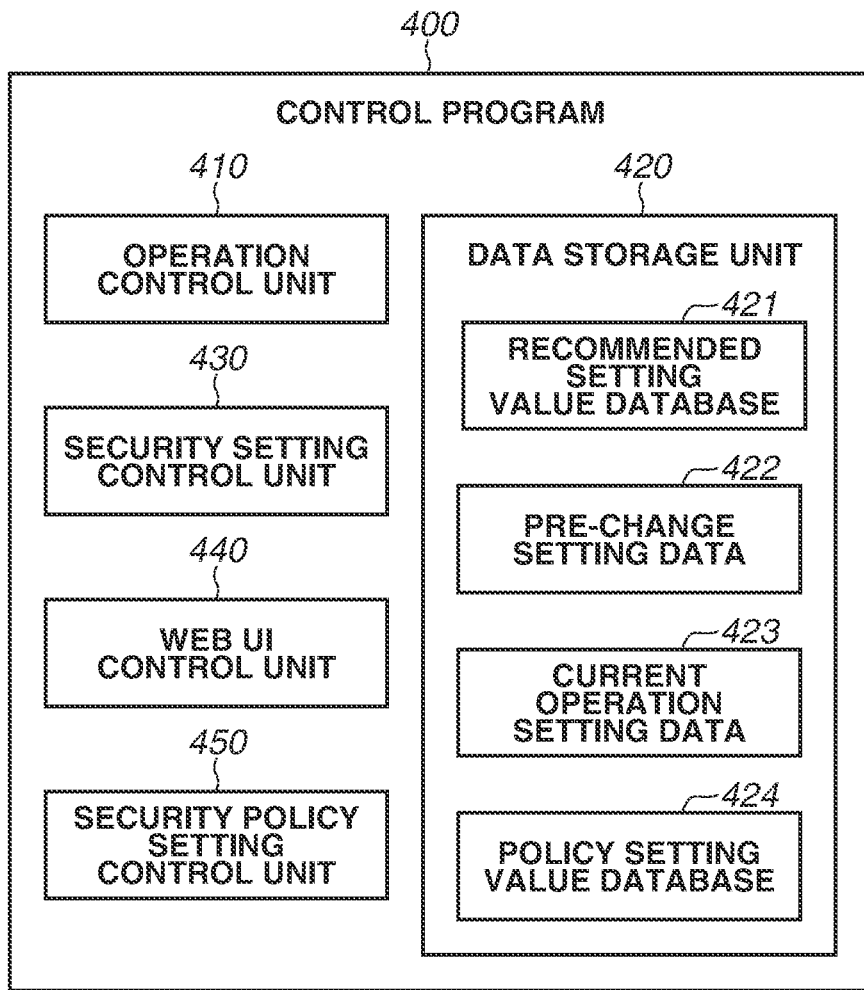 400
CONTROL PROGRAM
410
OPERATION
CONTROL UNIT
430
SECURITY SETTING
CONTROL UNIT
440
WEB UI
CONTROL UNIT
450
SECURITY POLICY
SETTING
CONTROL UNIT
420
DATA STORAGE UNIT
421
RECOMMENDED
SETTING
VALUE DATABASE
422
PRE-CHANGE
SETTING DATA
423
CURRENT
OPERATION
SETTING DATA
424
POLICY SETTING
VALUE DATABASE